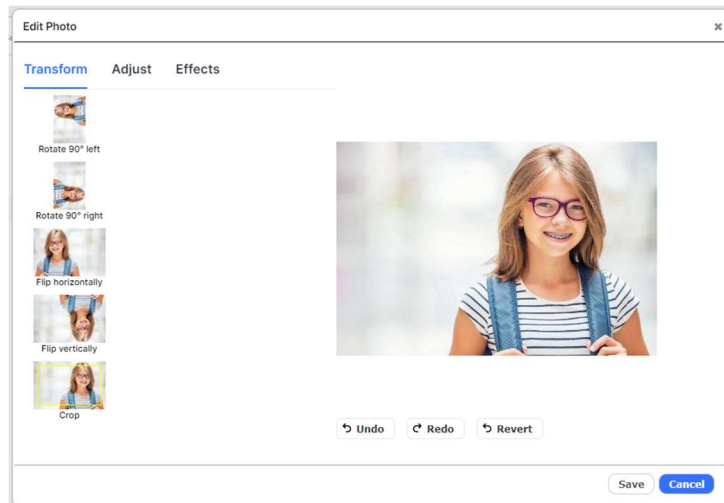 Edit Photo
Transform Adjust Effects
Rotate 90° left
Rotate 90° right
Flip horizontally
Flip vertically
Crop
Undo Redo Revert
Save Cancel